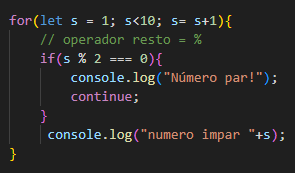 for(let s = 1; s<10; s= s+1){
// operador resto = %
if(s % 2 === 0){
console.log("Número par!");
continue;
}
console.log("numero impar "+s);
}